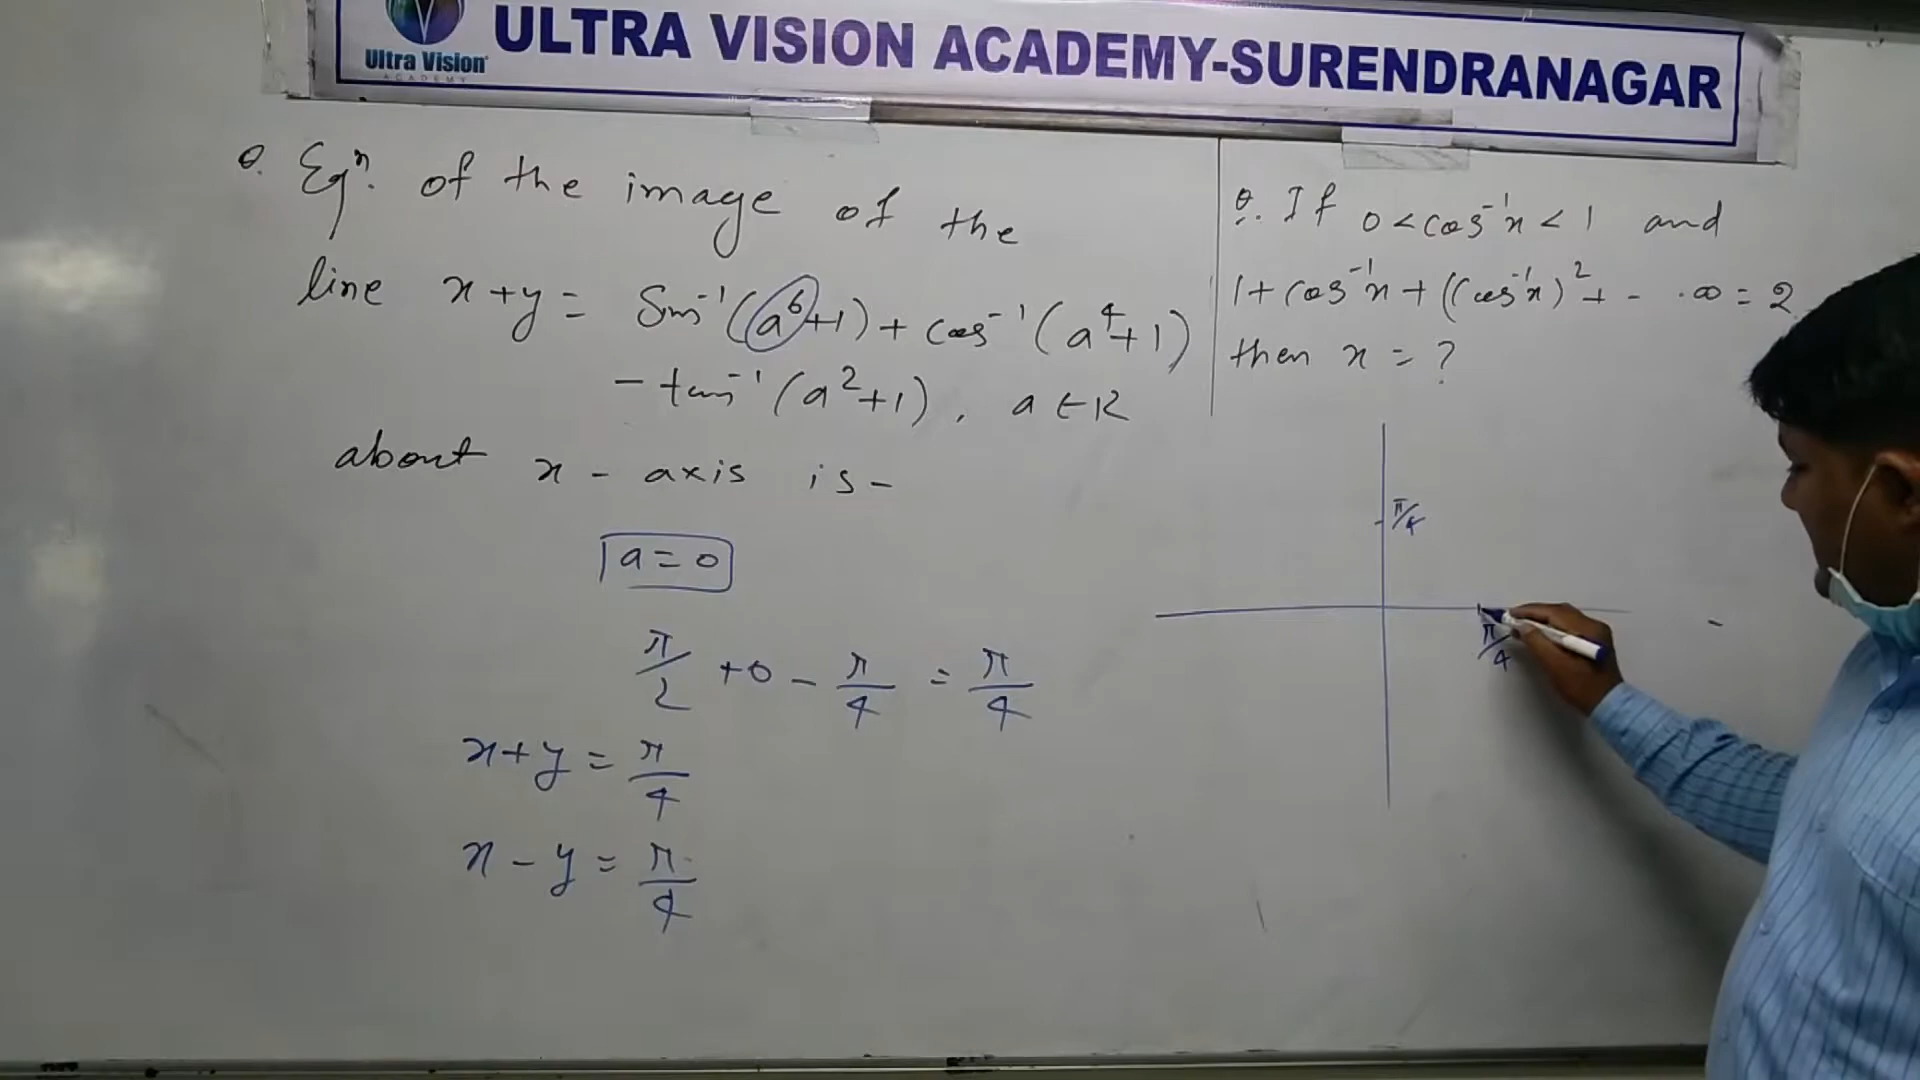 Ultra Vision
ACADEMY
ULTRA VISION ACADEMY-SURENDRANAGAR
Q. Eqⁿ. of the image of the
line x+y = Sin⁻¹(a⁶+1) + cos⁻¹(a⁴+1)
- tan⁻¹(a²+1), a ∈ R
about x - axis is -
a = 0
π/2 + 0 - π/4 = π/4
x + y = π/4
x - y = π/4
Q. If 0 < cos⁻¹x < 1 and
1 + cos⁻¹x + (cos⁻¹x)² + - . ∞ = 2
then x = ?
π/4
π/4